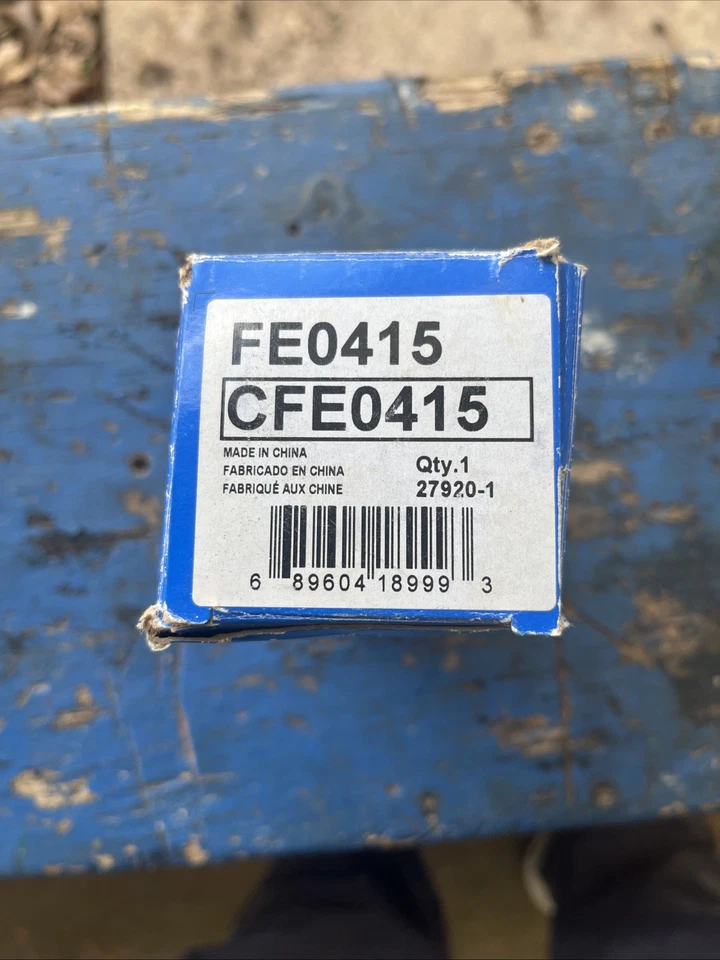 FE0415
CFE0415
MADE IN CHINA
FABRICADO EN CHINA
FABRIQUÉ AUX CHINE
Qty.1
27920-1
6 89604 18999 3